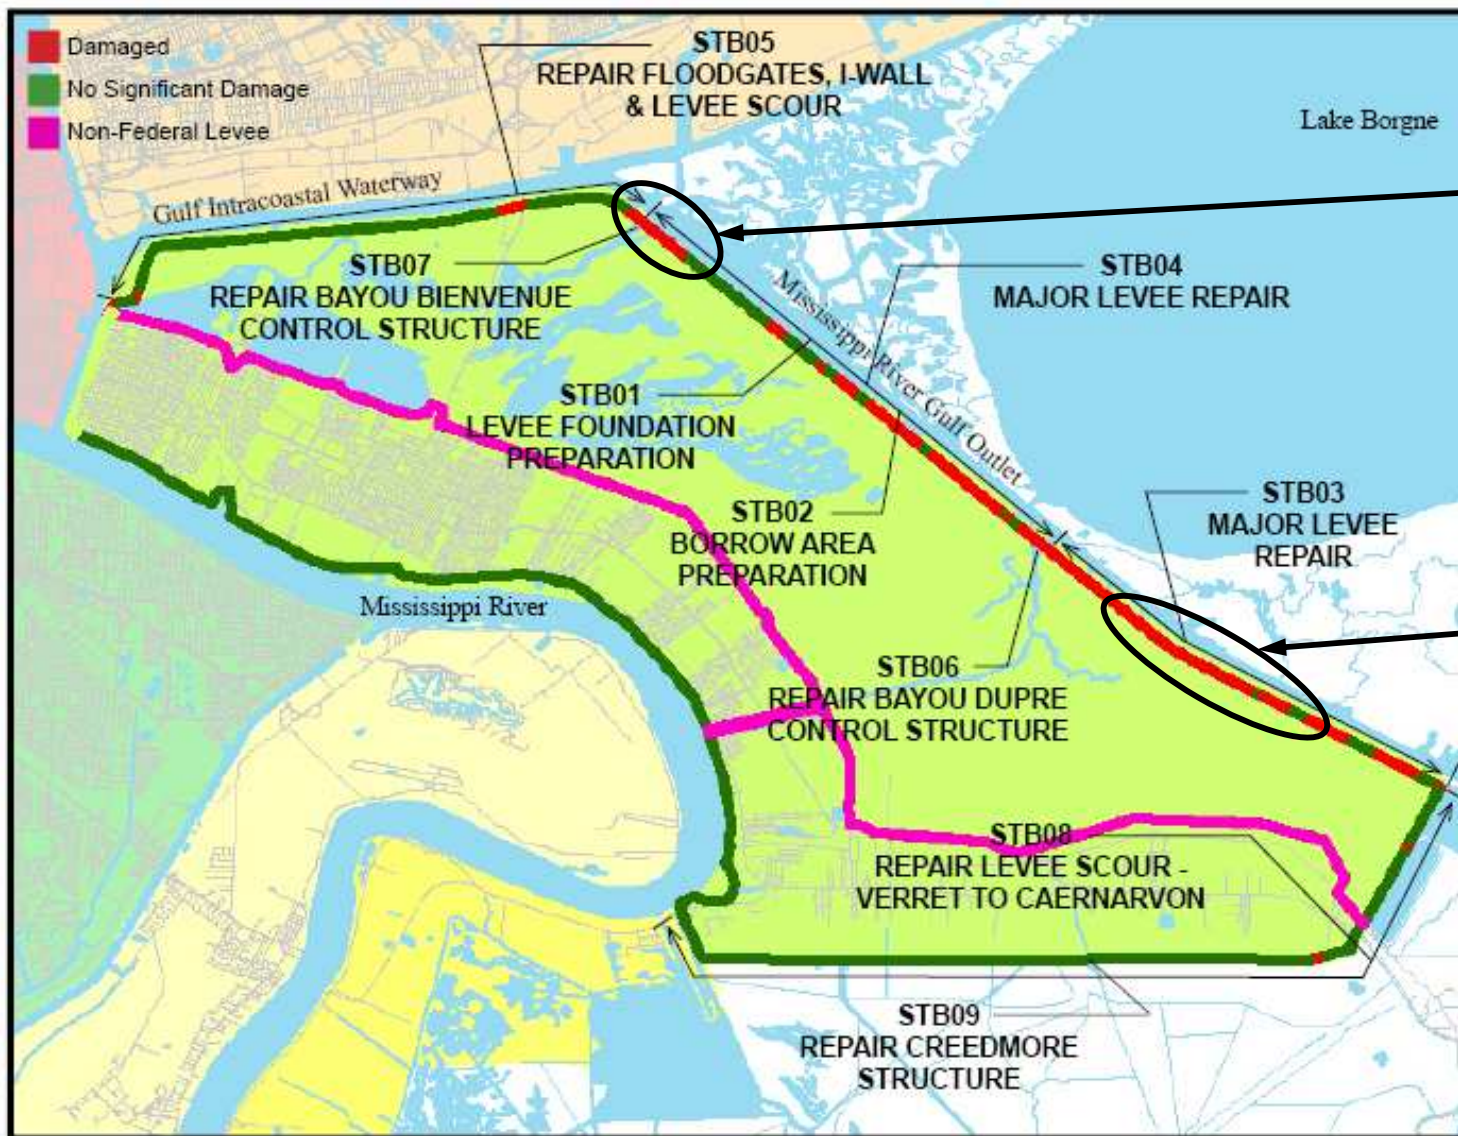 Damaged
No Significant Damage
Non-Federal Levee
STB05
REPAIR FLOODGATES, I-WALL
& LEVEE SCOUR
Lake Borgne
Gulf Intracoastal Waterway
STB07
REPAIR BAYOU BIENVENUE
CONTROL STRUCTURE
STB04
MAJOR LEVEE REPAIR
Mississippi River Gulf Outlet
STB01
LEVEE FOUNDATION
PREPARATION
STB02
BORROW AREA
PREPARATION
STB03
MAJOR LEVEE
REPAIR
Mississippi River
STB06
REPAIR BAYOU DUPRE
CONTROL STRUCTURE
STB08
REPAIR LEVEE SCOUR -
VERRET TO CAERNARVON
STB09
REPAIR CREEDMORE
STRUCTURE